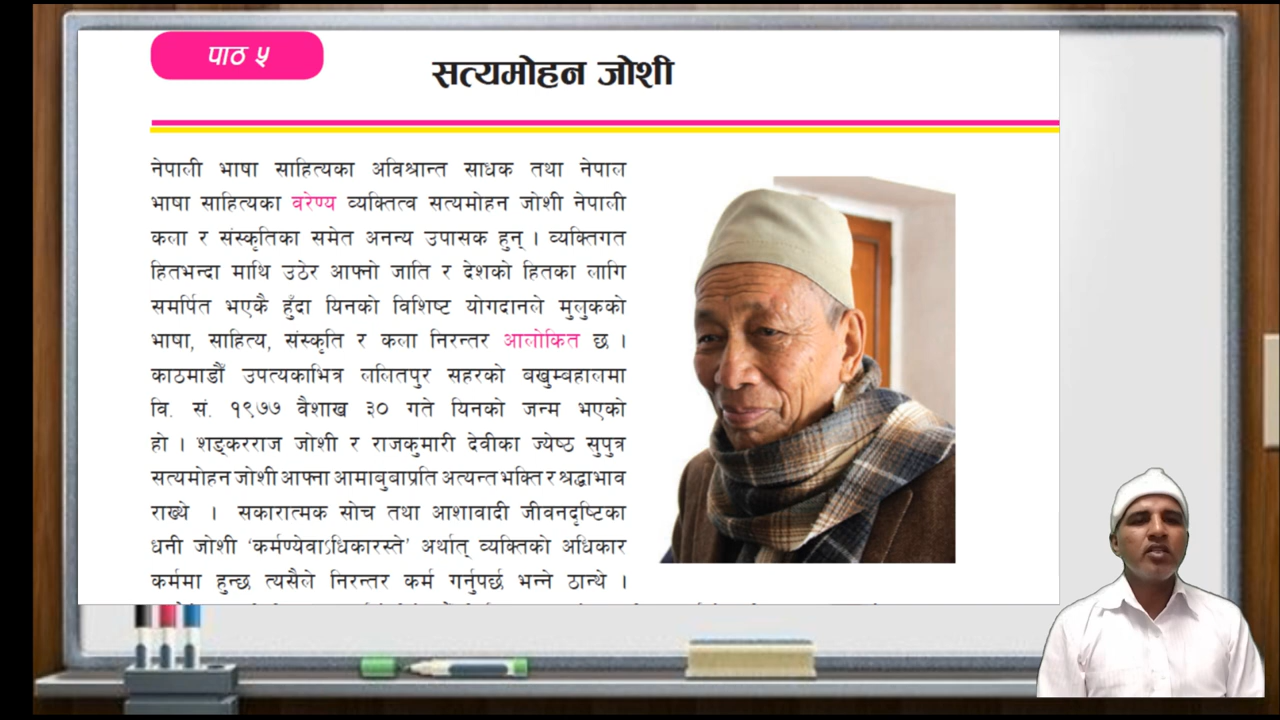 पाठ ५
सत्यमोहन जोशी
नेपाली भाषा साहित्यका अविश्रान्त साधक तथा नेपाल
भाषा साहित्यका वरेण्य व्यक्तित्व सत्यमोहन जोशी नेपाली
कला र संस्कृतिका समेत अनन्य उपासक हुन् ।  व्यक्तिगत
हितभन्दा माथि उठेर आफ्नो जाति र देशको हितका लागि
समर्पित भएकै हुँदा यिनको विशिष्ट योगदानले मुलुकको
भाषा, साहित्य, संस्कृति र कला निरन्तर आलोकित छ ।
काठमाडौँ उपत्यकाभित्र ललितपुर सहरको बखुम्बहालमा
वि. सं. १९७७ वैशाख ३० गते यिनको जन्म भएको
हो । शङ्करराज जोशी र राजकुमारी देवीका ज्येष्ठ सुपुत्र
सत्यमोहन जोशी आफ्ना आमाबुबाप्रति अत्यन्त भक्ति र श्रद्धाभाव
राख्थे । सकारात्मक सोच तथा आशावादी जीवनदृष्टिका
धनी जोशी ‘कर्मण्येवाऽधिकारस्ते’ अर्थात् व्यक्तिको अधिकार
कर्ममा हुन्छ त्यसैले निरन्तर कर्म गर्नुपर्छ भन्ने ठान्थे ।